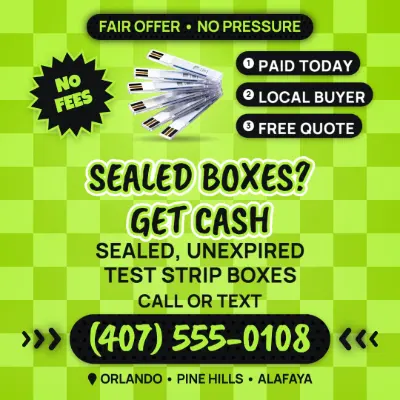 FAIR OFFER • NO PRESSURE
NO
FEES
1 PAID TODAY
2 LOCAL BUYER
3 FREE QUOTE
SEALED BOXES?
GET CASH
SEALED, UNEXPIRED
TEST STRIP BOXES
CALL OR TEXT
(407) 555-0108
ORLANDO • PINE HILLS • ALAFAYA